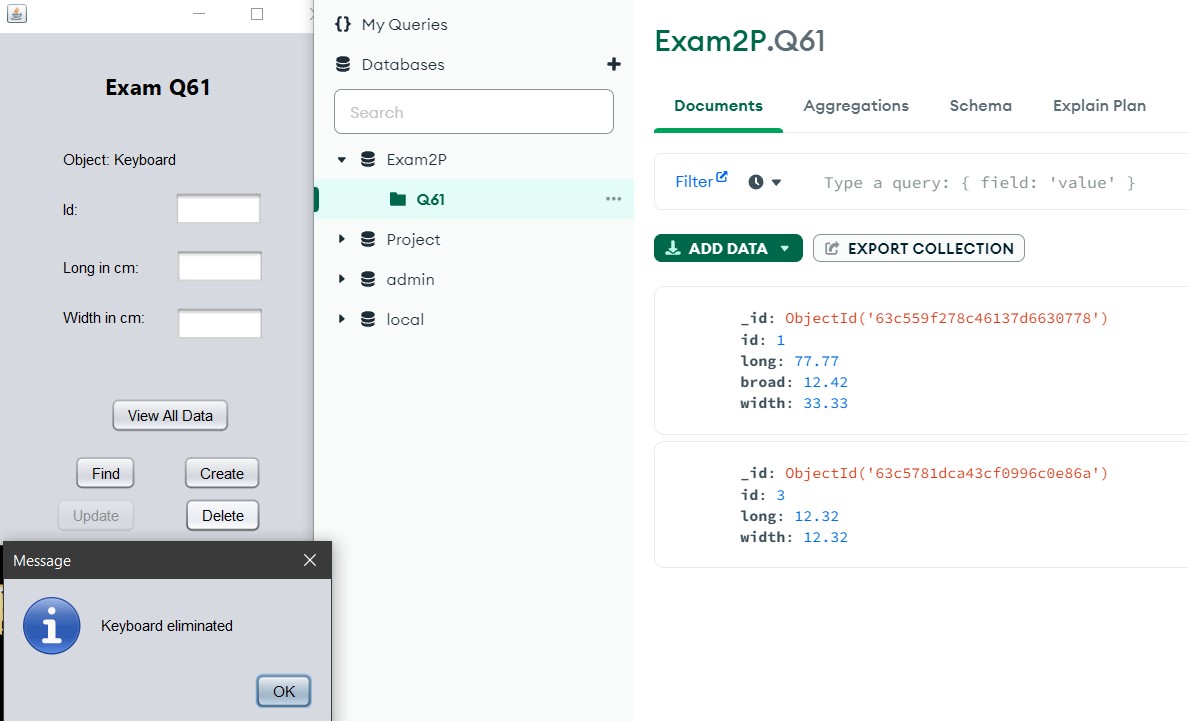 Exam Q61
Object: Keyboard
Id:
Long in cm:
Width in cm:
View All Data
Find
Create
Update
Delete
Message
Keyboard eliminated
OK
{} My Queries
Databases
Search
Exam2P
Q61
Project
admin
local
Exam2P.Q61
Documents
Aggregations
Schema
Explain Plan
Filter
Type a query: { field: 'value' }
ADD DATA
EXPORT COLLECTION
_id: ObjectId('63c559f278c46137d6630778')
id: 1
long: 77.77
broad: 12.42
width: 33.33
_id: ObjectId('63c5781dca43cf0996c0e86a')
id: 3
long: 12.32
width: 12.32